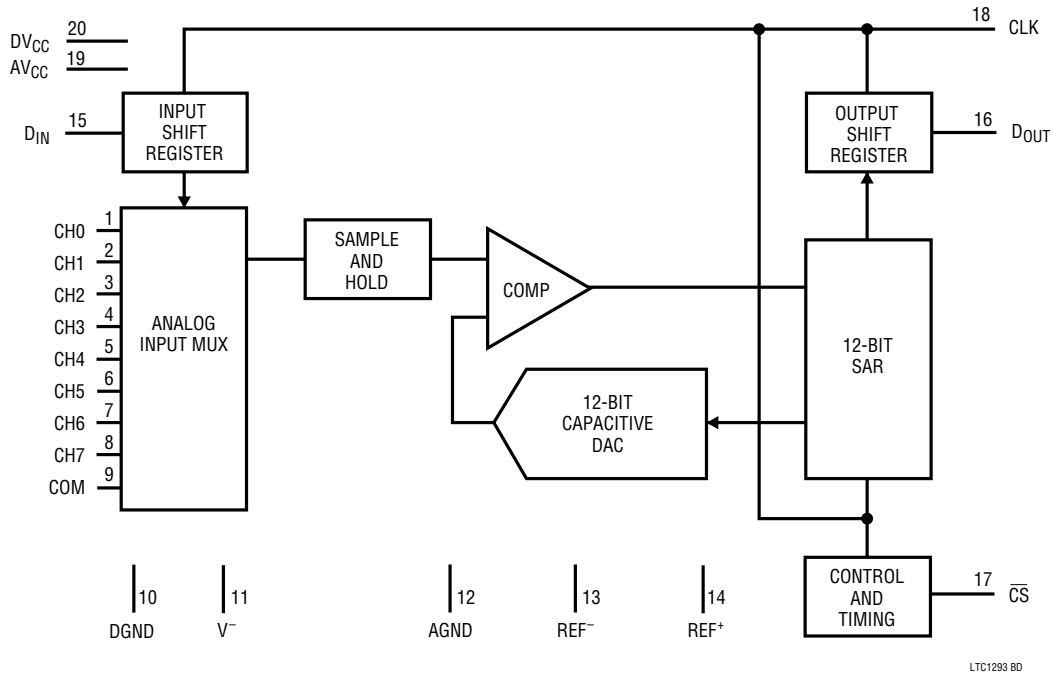 DVCC 20
AVCC 19
18 CLK
DIN 15
INPUT
SHIFT
REGISTER
OUTPUT
SHIFT
REGISTER
16 DOUT
CH0 1
CH1 2
CH2 3
CH3 4
CH4 5
CH5 6
CH6 7
CH7 8
COM 9
ANALOG
INPUT MUX
SAMPLE
AND
HOLD
COMP
12-BIT
CAPACITIVE
DAC
12-BIT
SAR
CONTROL
AND
TIMING
17 C̅S̅
10
DGND
11
V–
12
AGND
13
REF–
14
REF+
LTC1293 BD